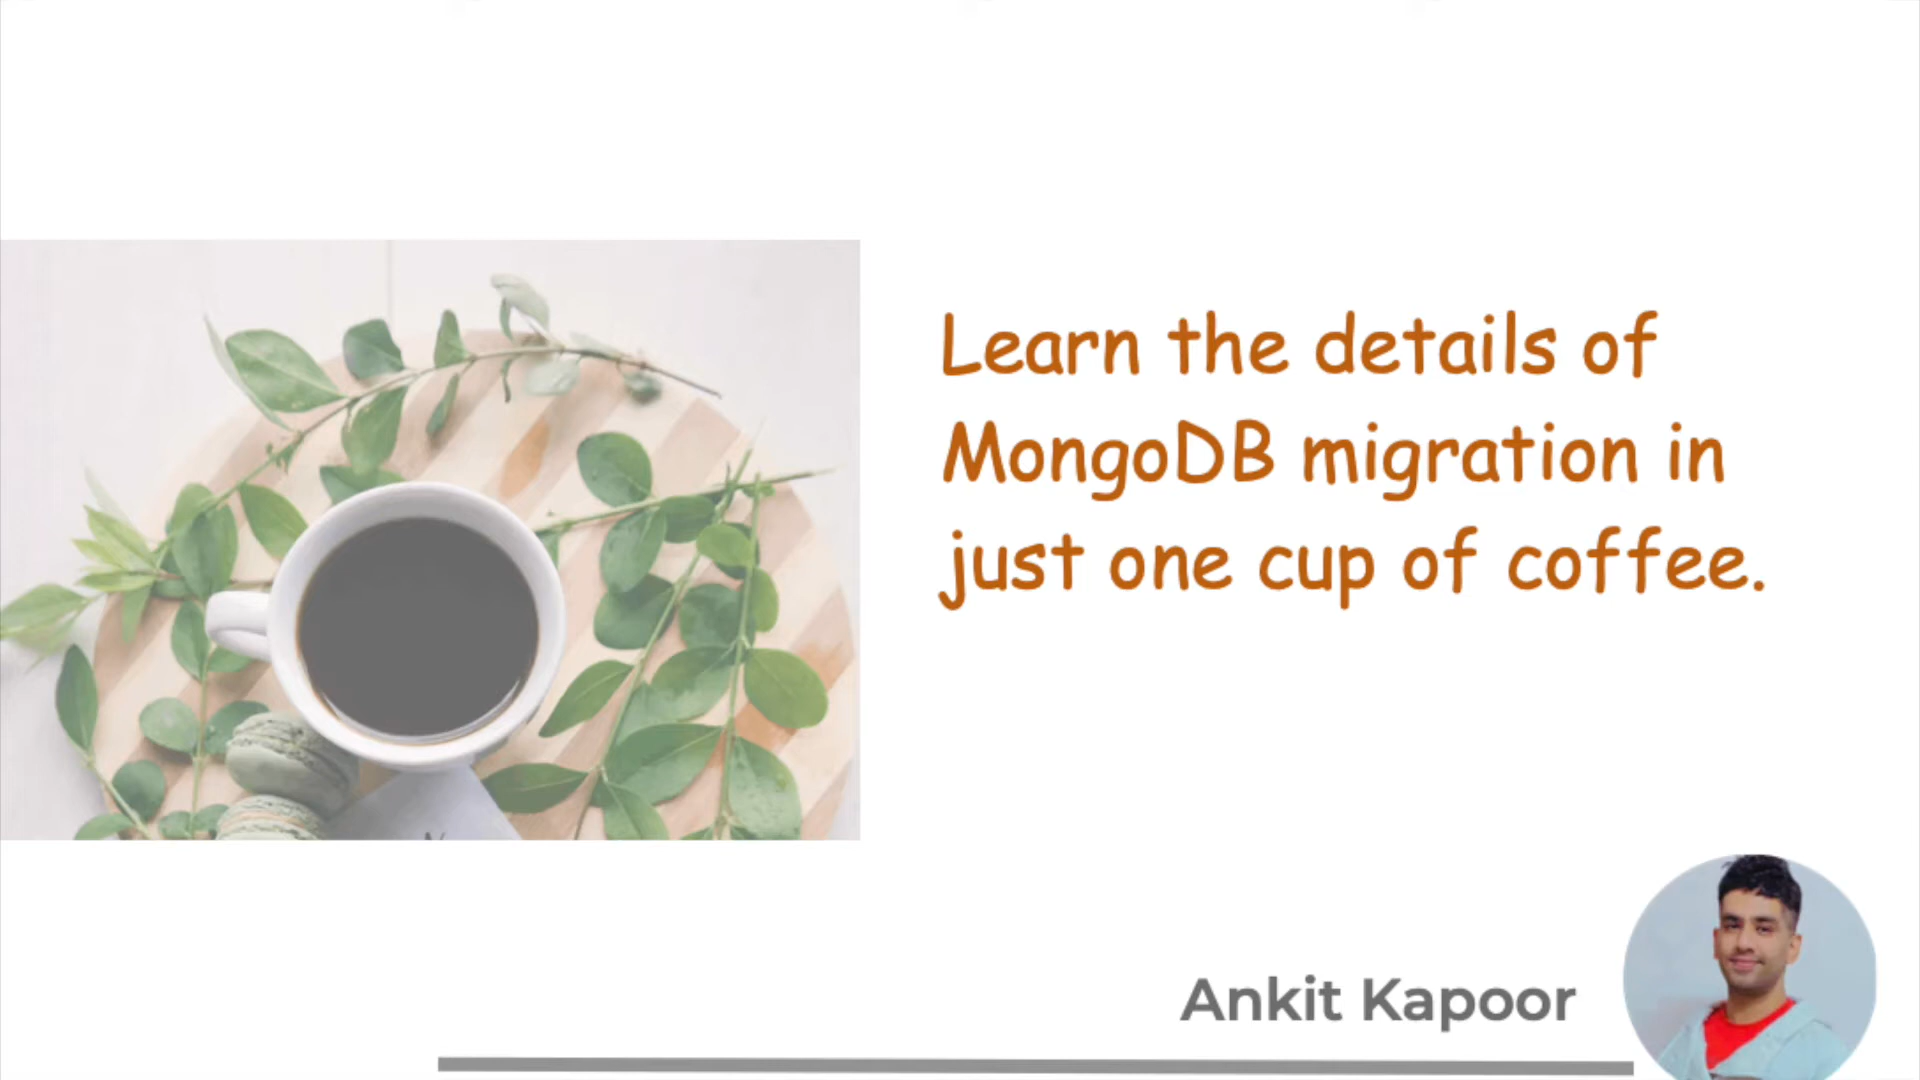 Learn the details of
MongoDB migration in
just one cup of coffee.
Ankit Kapoor